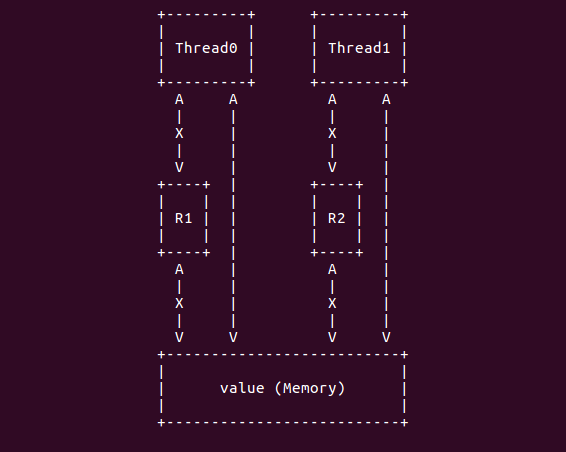 +---------+      +---------+
|         |      |         |
| Thread0 |      | Thread1 |
|         |      |         |
+---------+      +---------+
  A     A          A     A
  |     |          |     |
  X     |          X     |
  |     |          |     |
  V     |          V     |
+----+  |        +----+  |
|    |  |        |    |  |
| R1 |  |        | R2 |  |
|    |  |        |    |  |
+----+  |        +----+  |
  A     |          A     |
  |     |          |     |
  X     |          X     |
  |     |          |     |
  V     V          V     V
+--------------------------+
|                          |
|      value (Memory)      |
|                          |
+--------------------------+